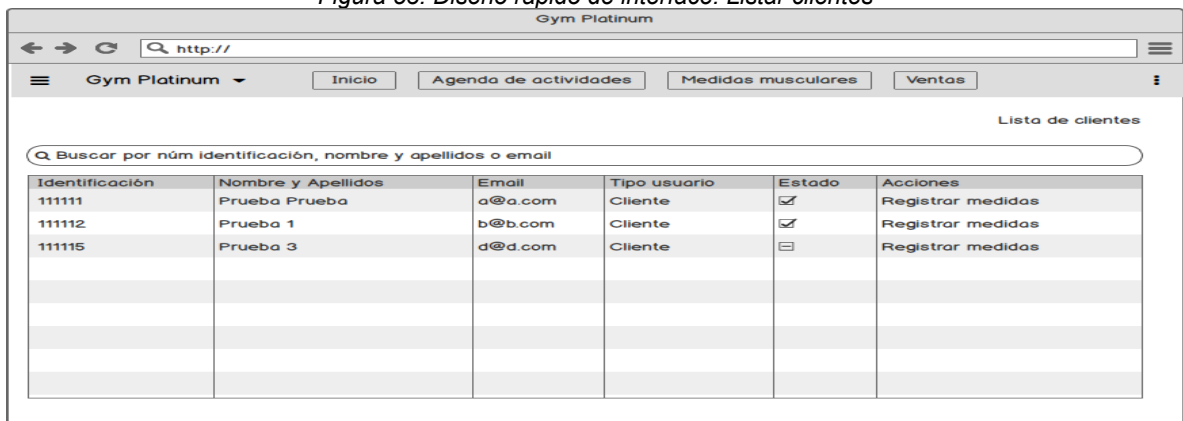 Figura 66. Diseño rápido de interface. Listar clientes
Gym Platinum
http://
Gym Platinum Inicio Agenda de actividades Medidas musculares Ventas
Lista de clientes
Buscar por núm identificación, nombre y apellidos o email
Identificación Nombre y Apellidos Email Tipo usuario Estado Acciones
111111 Prueba Prueba a@a.com Cliente Registrar medidas
111112 Prueba 1 b@b.com Cliente Registrar medidas
111115 Prueba 3 d@d.com Cliente Registrar medidas